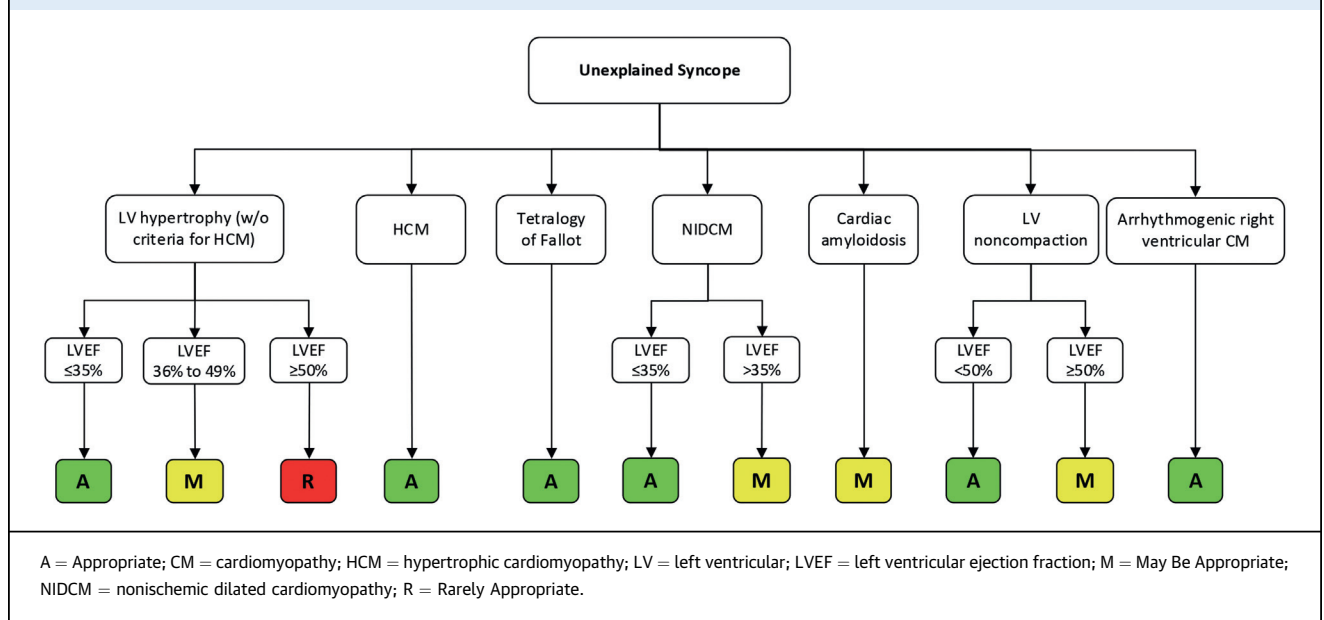 Unexplained Syncope
LV hypertrophy (w/o
criteria for HCM)
HCM
Tetralogy
of Fallot
NIDCM
Cardiac
amyloidosis
LV
noncompaction
Arrhythmogenic right
ventricular CM
LVEF
≤35%
LVEF
36% to 49%
LVEF
≥50%
LVEF
≤35%
LVEF
>35%
LVEF
<50%
LVEF
≥50%
A
M
R
A
A
A
M
M
A
M
A
A = Appropriate; CM = cardiomyopathy; HCM = hypertrophic cardiomyopathy; LV = left ventricular; LVEF = left ventricular ejection fraction; M = May Be Appropriate;
NIDCM = nonischemic dilated cardiomyopathy; R = Rarely Appropriate.